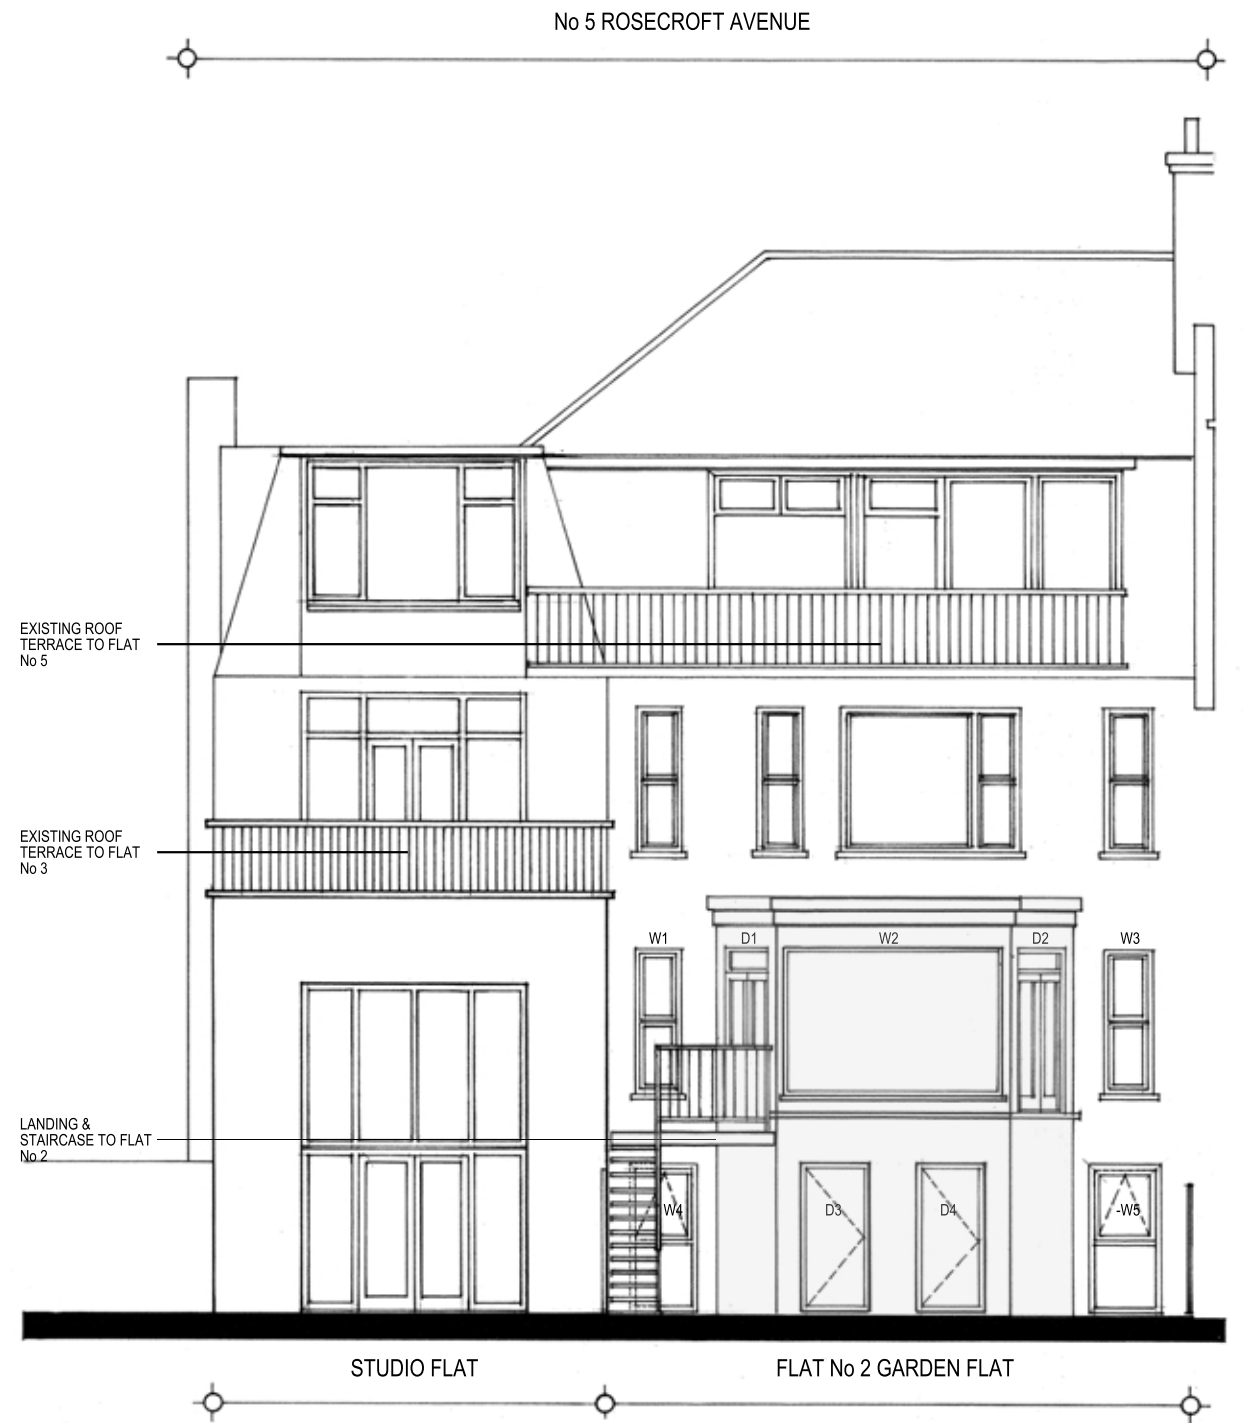 No 5 ROSECROFT AVENUE
EXISTING ROOF
TERRACE TO FLAT
No 5
EXISTING ROOF
TERRACE TO FLAT
No 3
W1
D1
W2
D2
W3
LANDING &
STAIRCASE TO FLAT
No 2
W4
D3
D4
-W5
STUDIO FLAT
FLAT No 2 GARDEN FLAT